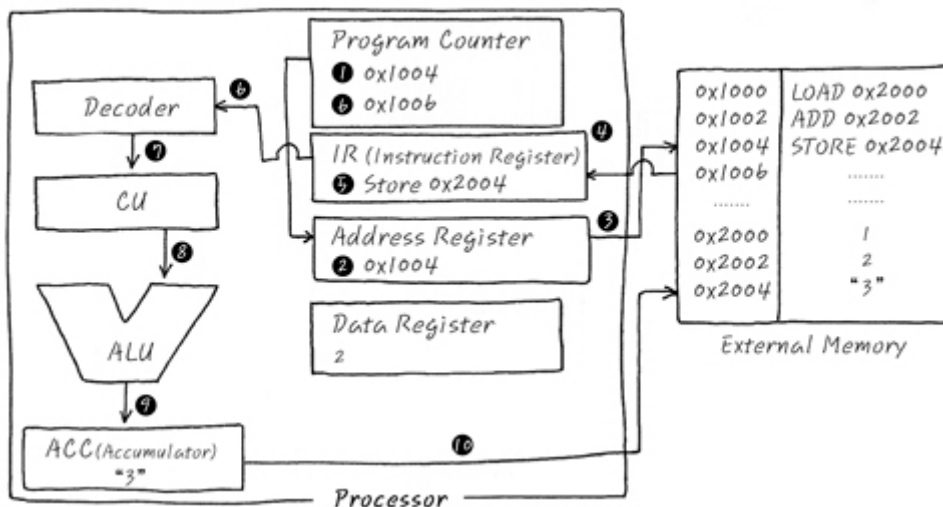 Program Counter
❶ 0x1004
❻ 0x1006
Decoder
❻
❼
IR (Instruction Register)
❺ Store 0x2004
❹
CU
❽
Address Register
❷ 0x1004
❸
ALU
Data Register
2
❾
ACC(Accumulator)
"3"
❿
Processor
0x1000 LOAD 0x2000
0x1002 ADD 0x2002
0x1004 STORE 0x2004
0x1006 .......
....... .......
0x2000 1
0x2002 2
0x2004 "3"
External Memory